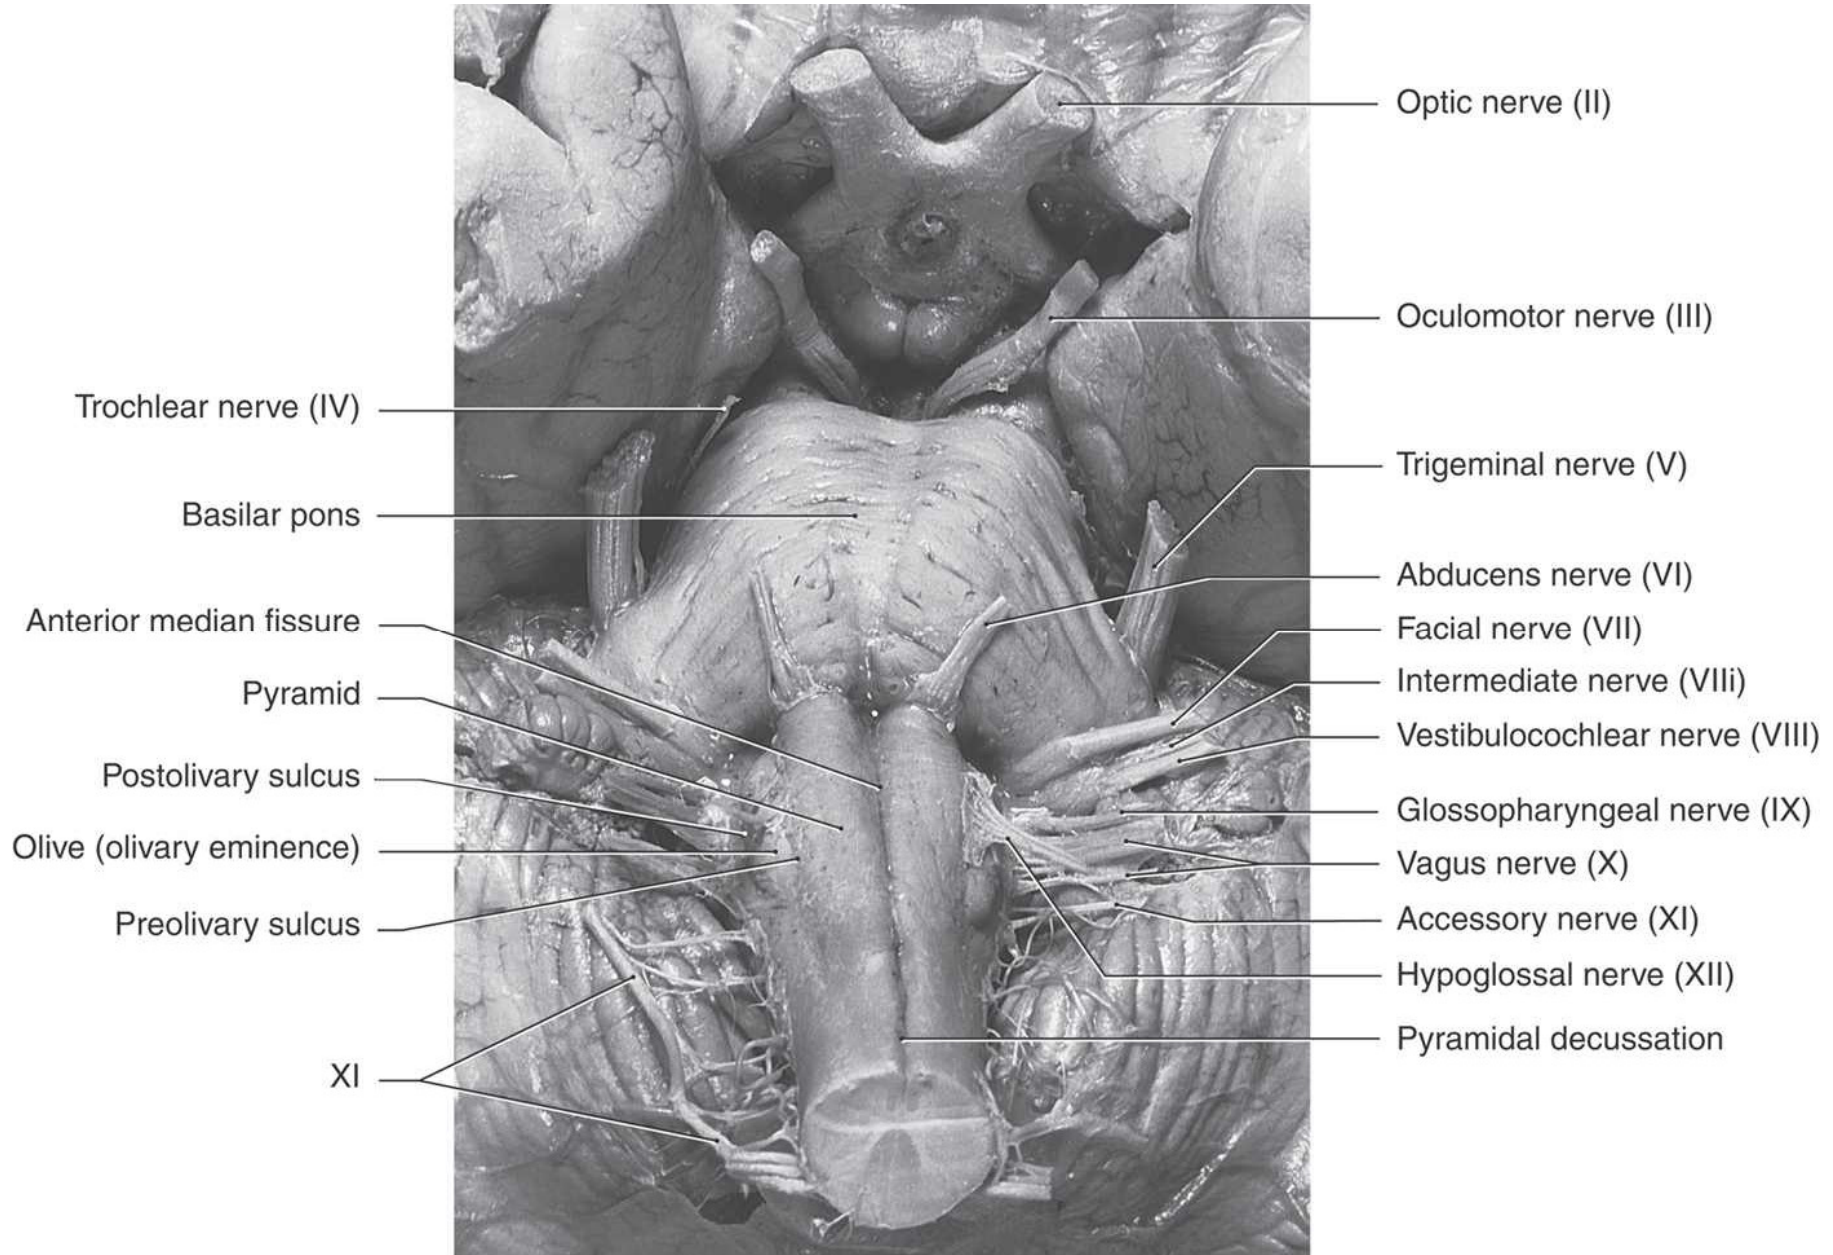 Trochlear nerve (IV)
Basilar pons
Anterior median fissure
Pyramid
Postolivary sulcus
Olive (olivary eminence)
Preolivary sulcus
XI
Optic nerve (II)
Oculomotor nerve (III)
Trigeminal nerve (V)
Abducens nerve (VI)
Facial nerve (VII)
Intermediate nerve (VIIi)
Vestibulocochlear nerve (VIII)
Glossopharyngeal nerve (IX)
Vagus nerve (X)
Accessory nerve (XI)
Hypoglossal nerve (XII)
Pyramidal decussation